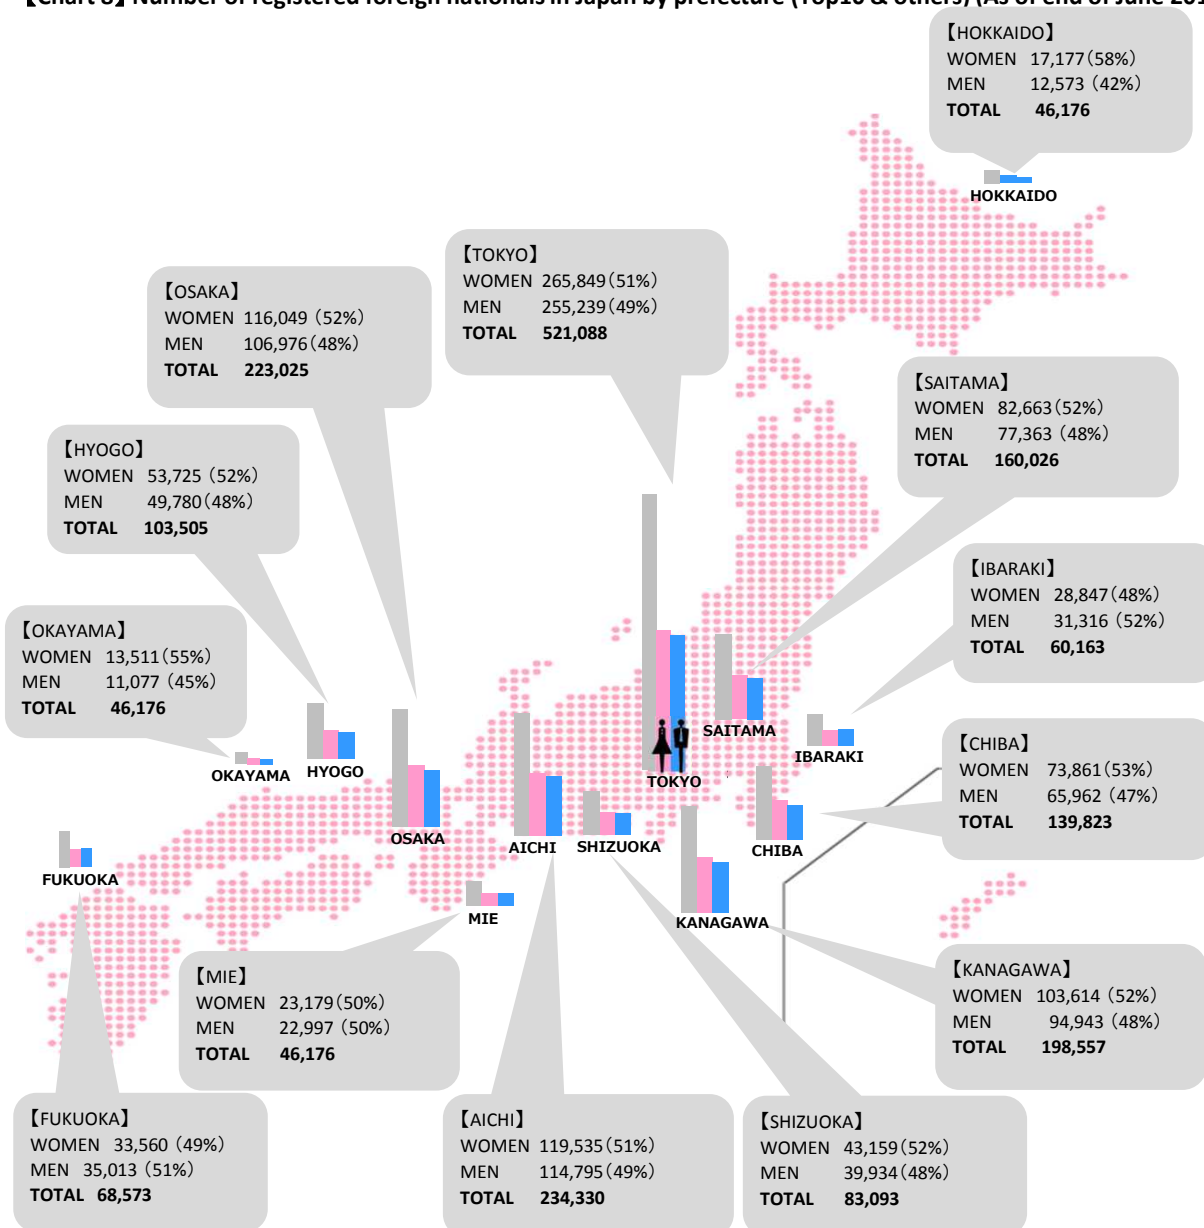 【Chart 8】Number of registered foreign nationals in Japan by prefecture (Top10 & others) (As of end of June 201
【HOKKAIDO】
WOMEN 17,177(58%)
MEN 12,573 (42%)
TOTAL 46,176
HOKKAIDO
【TOKYO】
WOMEN 265,849(51%)
MEN 255,239(49%)
TOTAL 521,088
【OSAKA】
WOMEN 116,049 (52%)
MEN 106,976(48%)
TOTAL 223,025
【SAITAMA】
WOMEN 82,663(52%)
MEN 77,363 (48%)
TOTAL 160,026
【HYOGO】
WOMEN 53,725 (52%)
MEN 49,780(48%)
TOTAL 103,505
【IBARAKI】
WOMEN 28,847(48%)
MEN 31,316 (52%)
TOTAL 60,163
【OKAYAMA】
WOMEN 13,511(55%)
MEN 11,077 (45%)
TOTAL 46,176
SAITAMA
IBARAKI
OKAYAMA
HYOGO
TOKYO
【CHIBA】
WOMEN 73,861(53%)
MEN 65,962 (47%)
TOTAL 139,823
OSAKA
AICHI
SHIZUOKA
CHIBA
FUKUOKA
MIE
KANAGAWA
【MIE】
WOMEN 23,179(50%)
MEN 22,997 (50%)
TOTAL 46,176
【KANAGAWA】
WOMEN 103,614 (52%)
MEN 94,943 (48%)
TOTAL 198,557
【FUKUOKA】
WOMEN 33,560 (49%)
MEN 35,013 (51%)
TOTAL 68,573
【AICHI】
WOMEN 119,535(51%)
MEN 114,795(49%)
TOTAL 234,330
【SHIZUOKA】
WOMEN 43,159(52%)
MEN 39,934(48%)
TOTAL 83,093